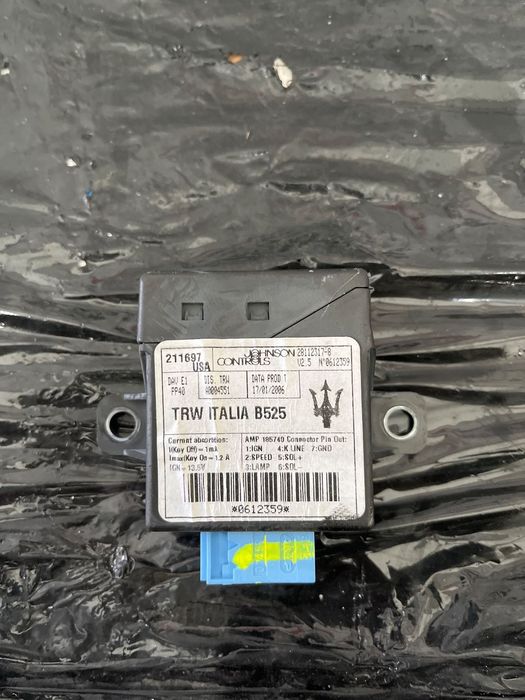 211697 USA
JOHNSON CONTROLS
28112317-8
V2.5 N°0612359
DAV E1 DIS. TRW DATA PROD T
PP40 A0004551 17/01/2006
TRW ITALIA B525
Current absorbtion: AMP 185749 Connector Pin Out:
I(Key Off)=1mA 1:IGN 4:K LINE 7:GND
Imax(Key On=1.2 A 2:SPEED 5:SOL+
IGN=13.5V 3:LAMP 6:SOL-
*0612359*